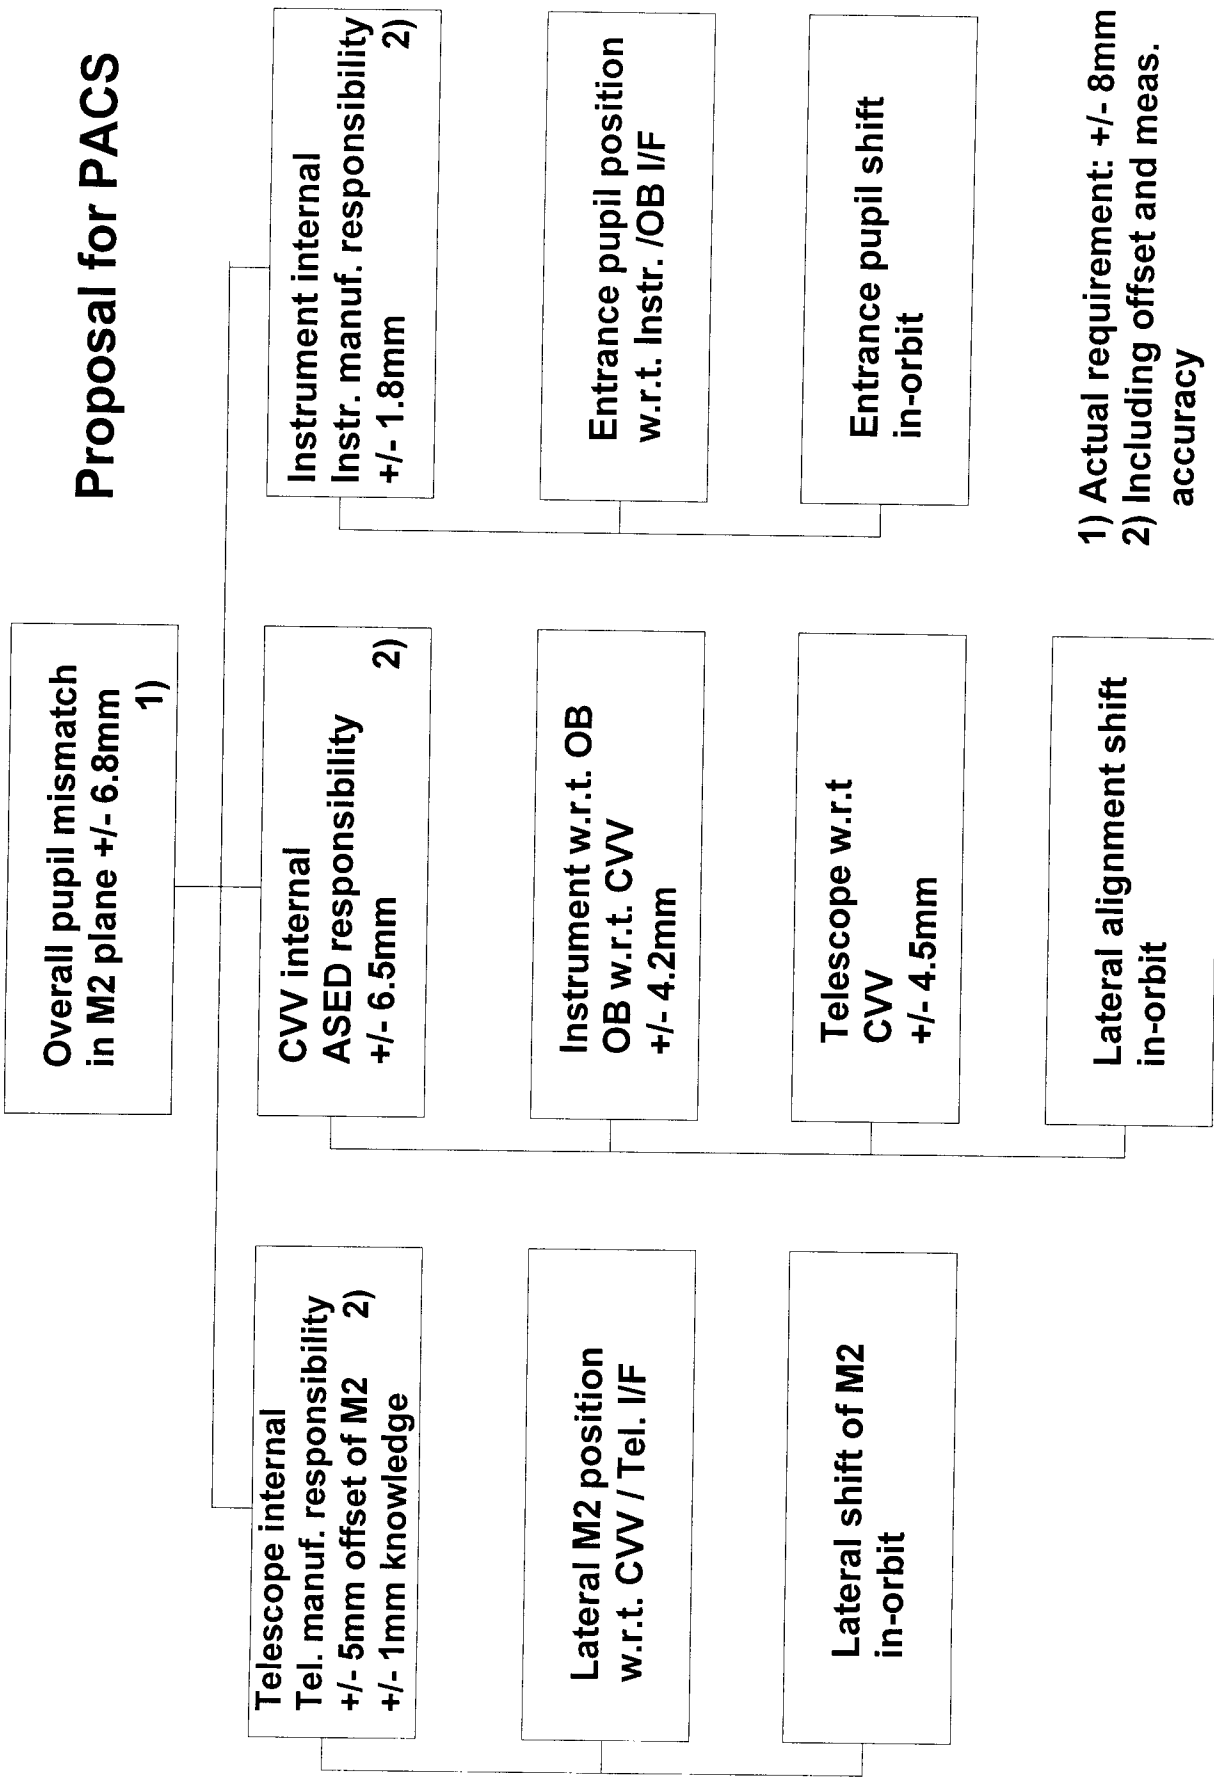 Proposal for PACS
Overall pupil mismatch
in M2 plane +/- 6.8mm
1)
Telescope internal
Tel. manuf. responsibility
+/- 5mm offset of M2 2)
+/- 1mm knowledge
Lateral M2 position
w.r.t. CVV / Tel. I/F
Lateral shift of M2
in-orbit
CVV internal
ASED responsibility
+/- 6.5mm 2)
Instrument w.r.t. OB
OB w.r.t. CVV
+/- 4.2mm
Telescope w.r.t
CVV
+/- 4.5mm
Lateral alignment shift
in-orbit
Instrument internal
Instr. manuf. responsibility
+/- 1.8mm 2)
Entrance pupil position
w.r.t. Instr. /OB I/F
Entrance pupil shift
in-orbit
1) Actual requirement: +/- 8mm
2) Including offset and meas.
accuracy